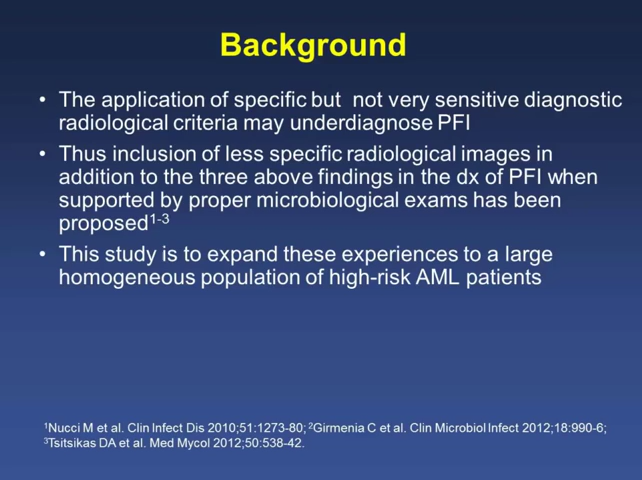 Background
• The application of specific but not very sensitive diagnostic
radiological criteria may underdiagnose PFI
• Thus inclusion of less specific radiological images in
addition to the three above findings in the dx of PFI when
supported by proper microbiological exams has been
proposed¹⁻³
• This study is to expand these experiences to a large
homogeneous population of high-risk AML patients
¹Nucci M et al. Clin Infect Dis 2010;51:1273-80; ²Girmenia C et al. Clin Microbiol Infect 2012;18:990-6;
³Tsitsikas DA et al. Med Mycol 2012;50:538-42.